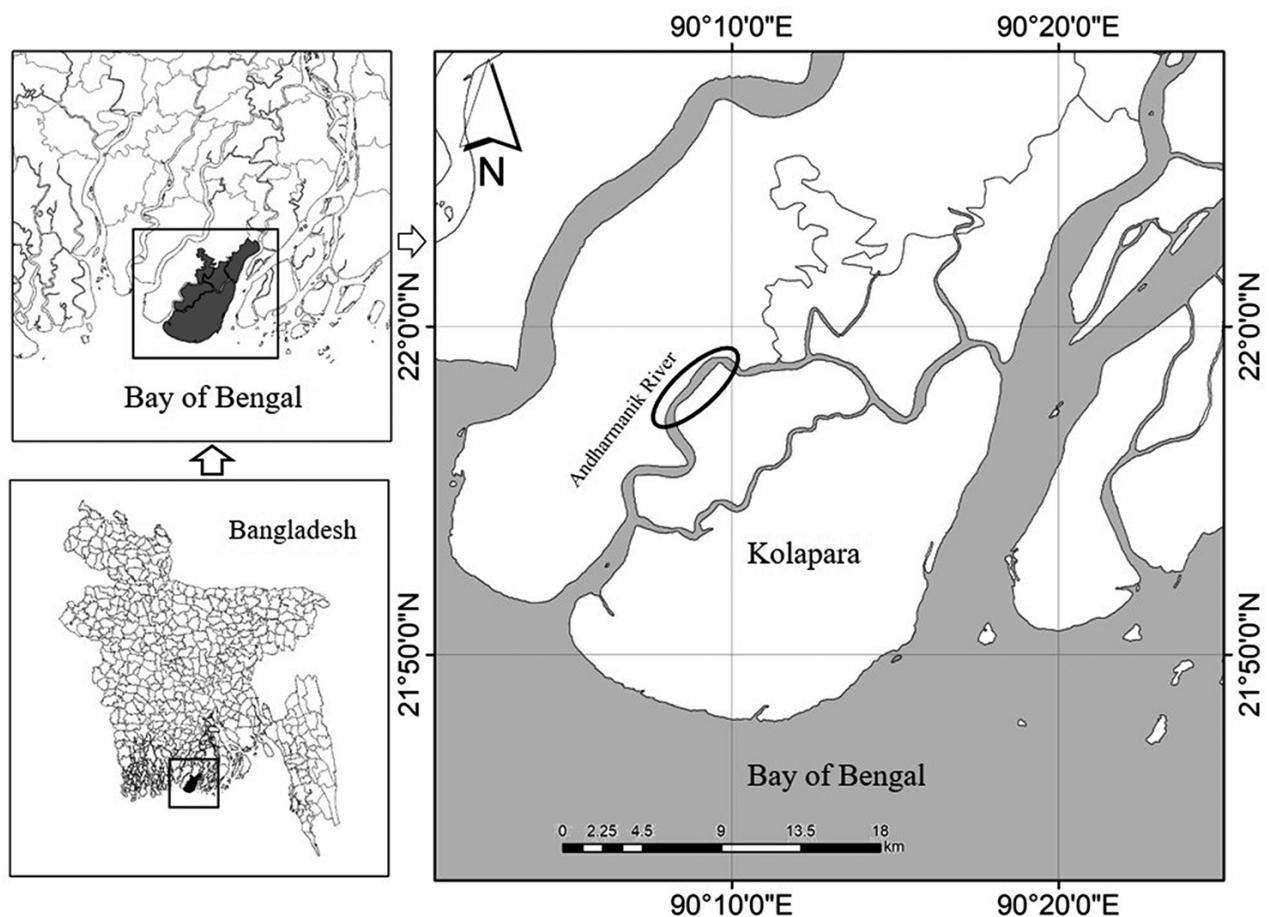 90°10'0"E 90°20'0"E
N
22°0'0"N 22°0'0"N
Bay of Bengal
Andharmanik River
Bangladesh
Kolapara
21°50'0"N 21°50'0"N
Bay of Bengal
0 2.25 4.5 9 13.5 18
km
90°10'0"E 90°20'0"E